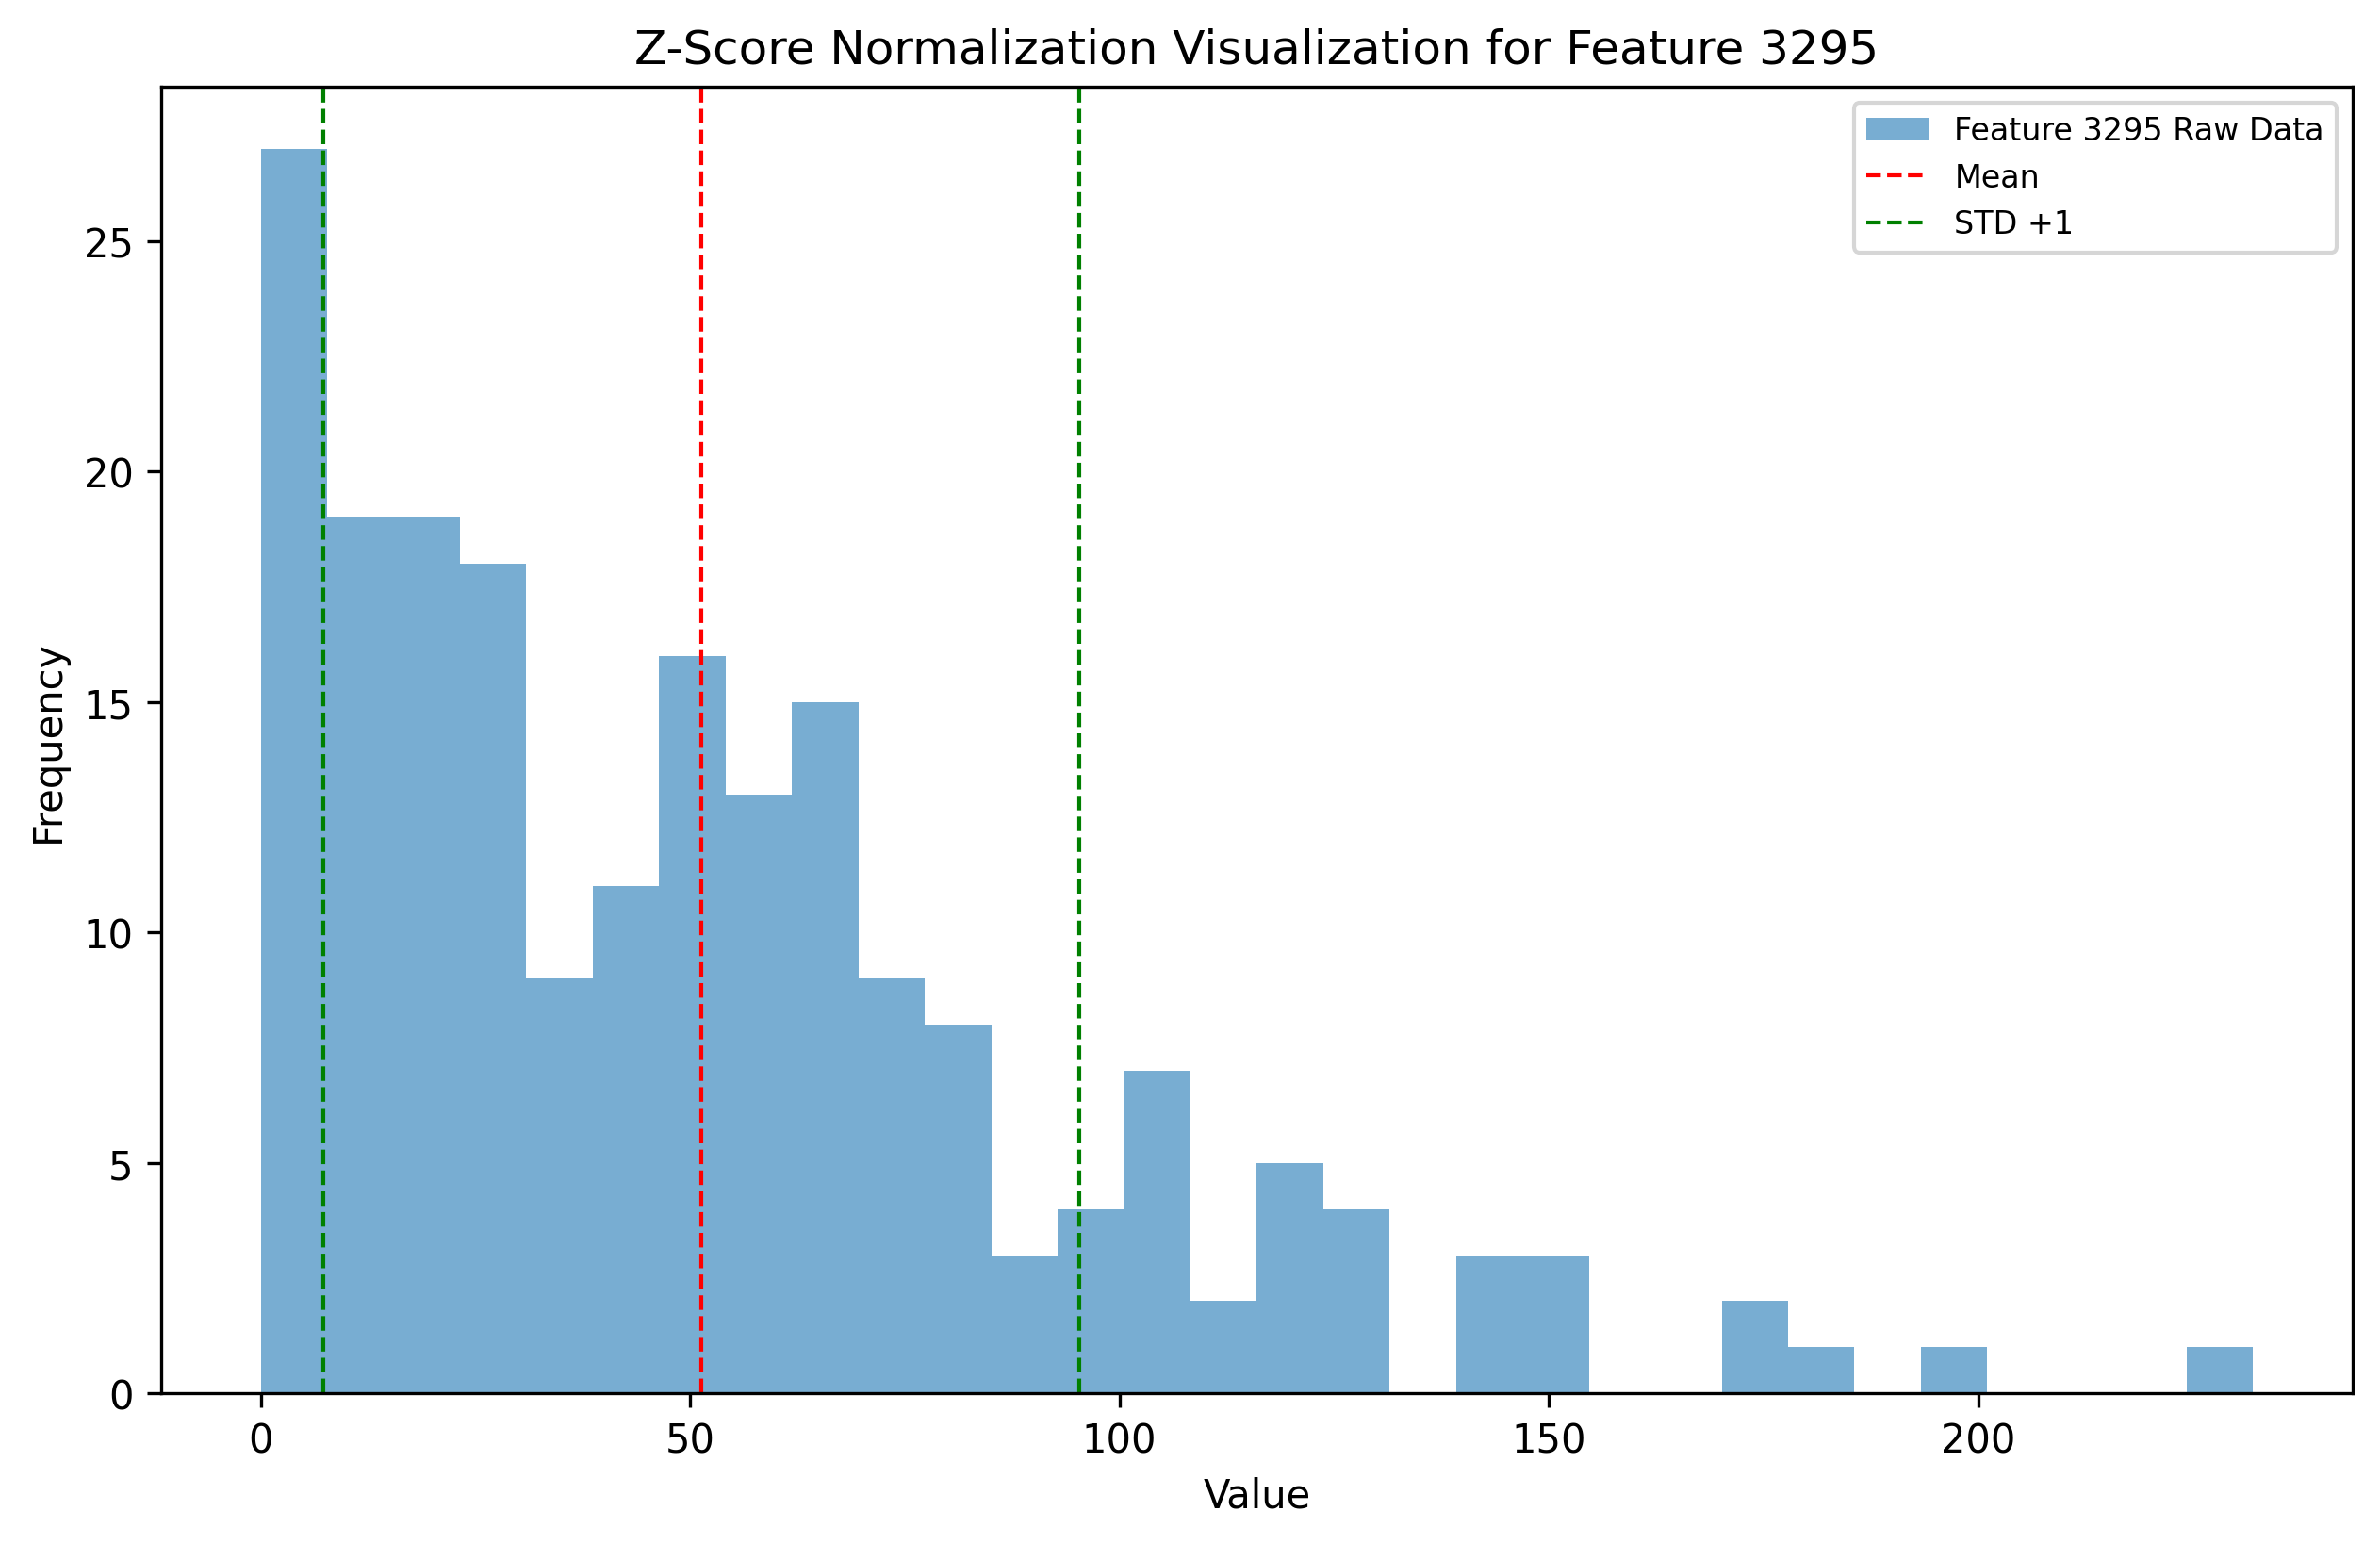 Z-Score Normalization Visualization for Feature 3295
Feature 3295 Raw Data
Mean
STD +1
Frequency
25
20
15
10
5
0
0 50 100 150 200
Value